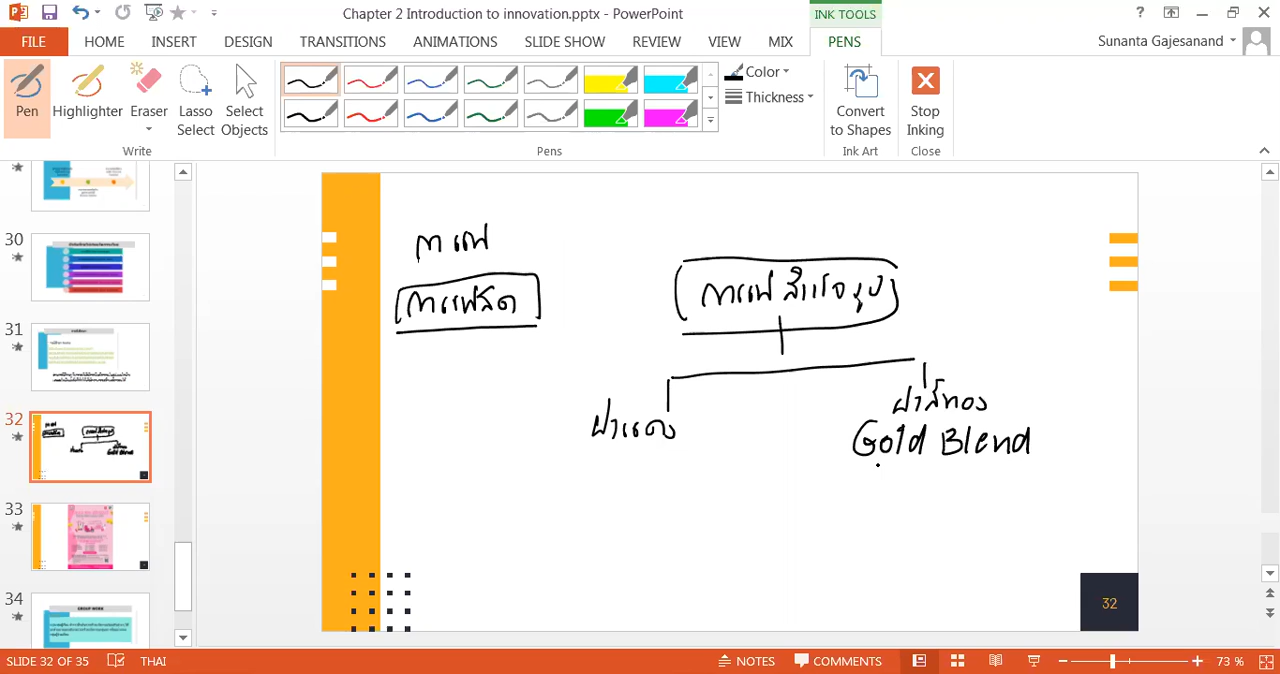 Chapter 2 Introduction to innovation.pptx - PowerPoint
INK TOOLS
FILE HOME INSERT DESIGN TRANSITIONS ANIMATIONS SLIDE SHOW REVIEW VIEW MIX PENS
Sunanta Gajesanand
Pen
Highlighter
Eraser
Lasso Select
Select Objects
Color
Thickness
Convert to Shapes
Stop Inking
Write
Pens
Ink Art
Close
30
31
32
33
34
GROUP WORK
กาแฟ
กาแฟสด
กาแฟสำเร็จรูป
ฝาแดง
ฝาสีทอง
Gold Blend
32
SLIDE 32 OF 35
THAI
NOTES
COMMENTS
73 %